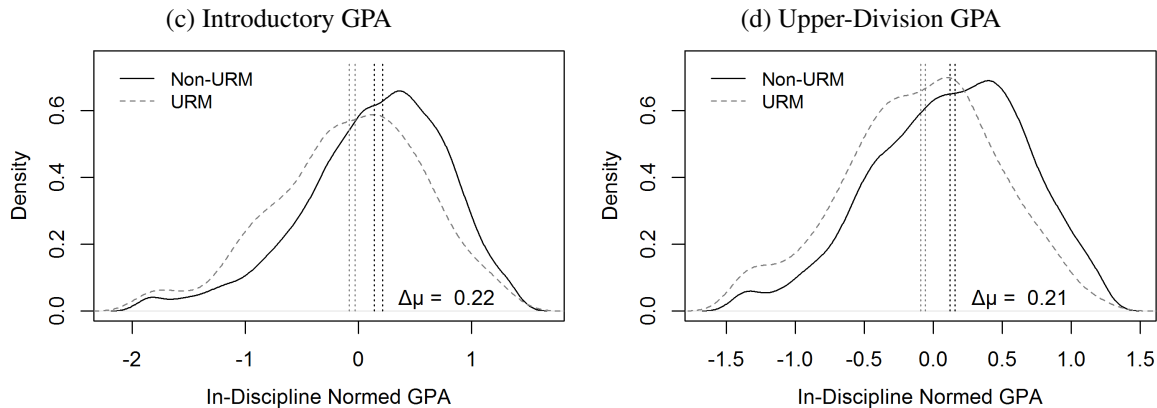 (c) Introductory GPA
Non-URM
URM
Density
0.0
0.2
0.4
0.6
Δμ = 0.22
-2
-1
0
1
In-Discipline Normed GPA
(d) Upper-Division GPA
Non-URM
URM
Density
0.0
0.2
0.4
0.6
Δμ = 0.21
-1.5
-1.0
-0.5
0.0
0.5
1.0
1.5
In-Discipline Normed GPA